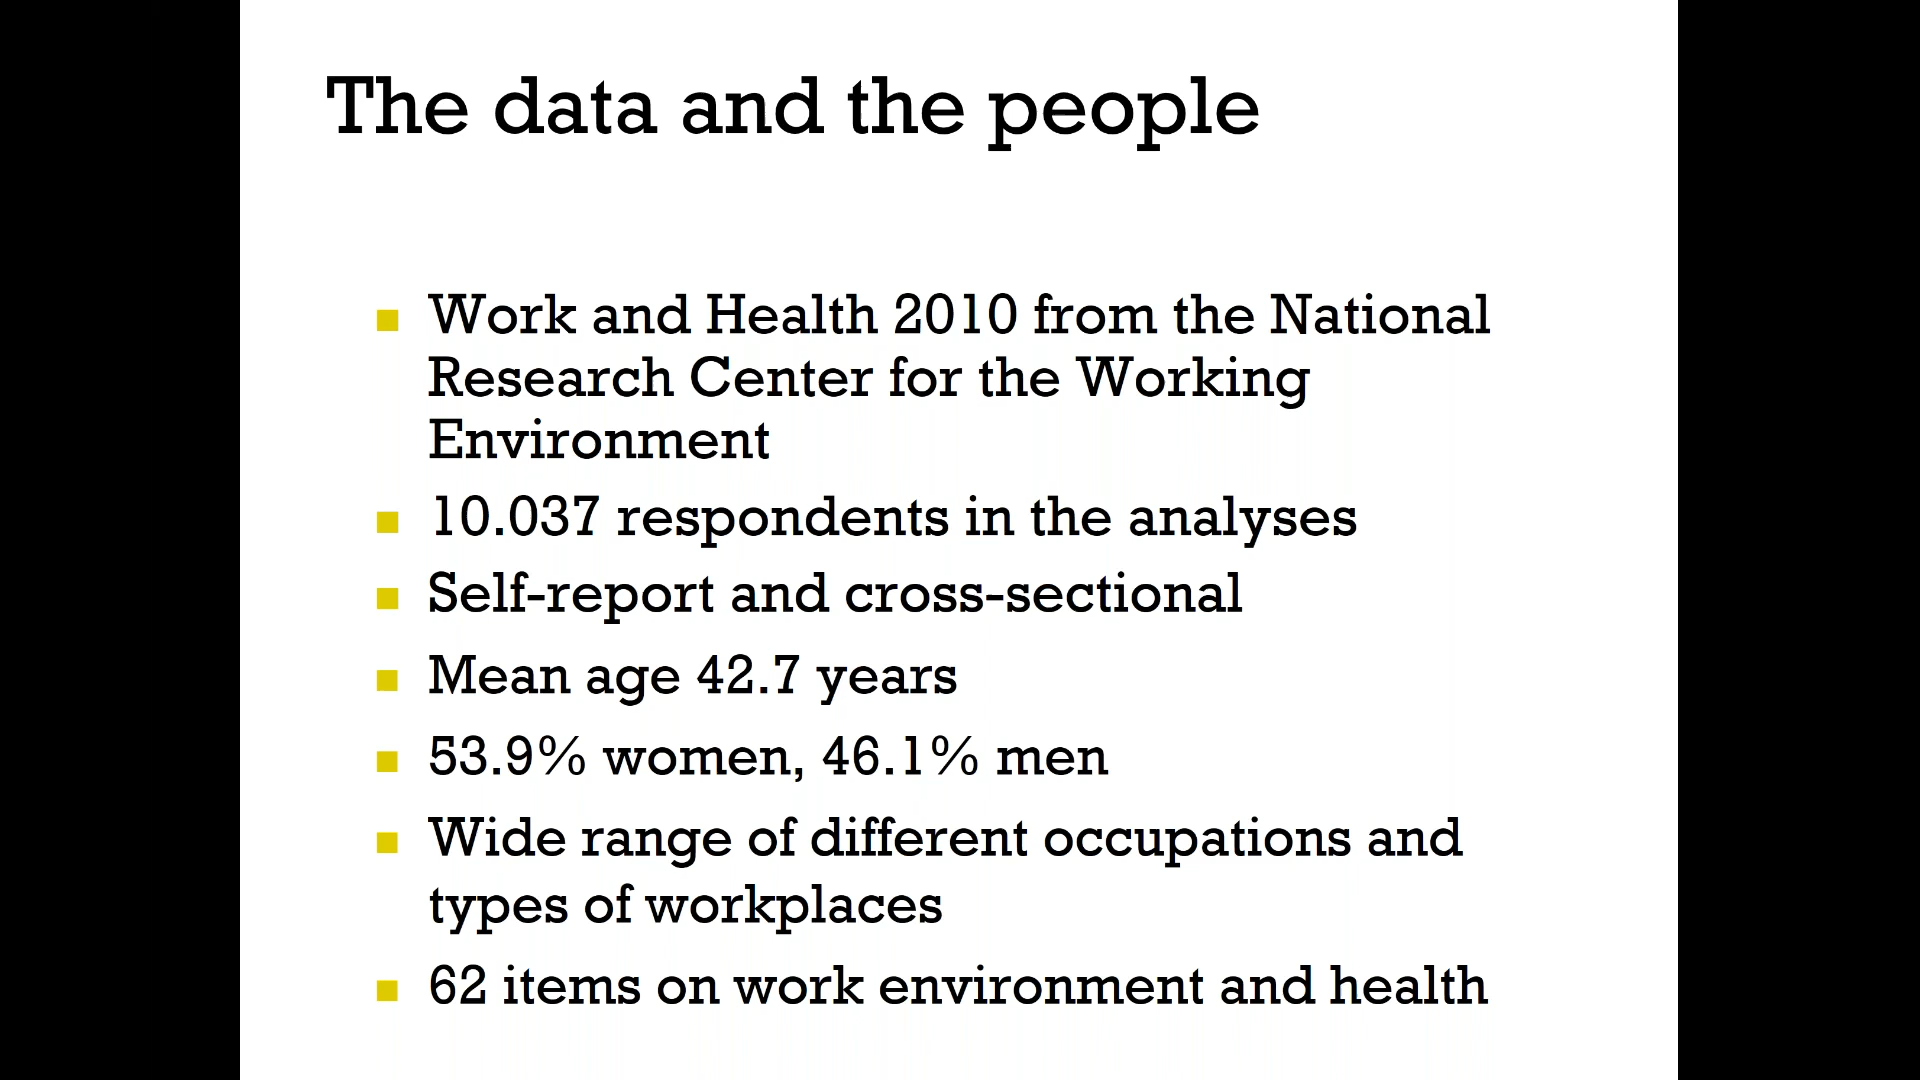 The data and the people
Work and Health 2010 from the National
Research Center for the Working
Environment
10.037 respondents in the analyses
Self-report and cross-sectional
Mean age 42.7 years
53.9% women, 46.1% men
Wide range of different occupations and
types of workplaces
62 items on work environment and health